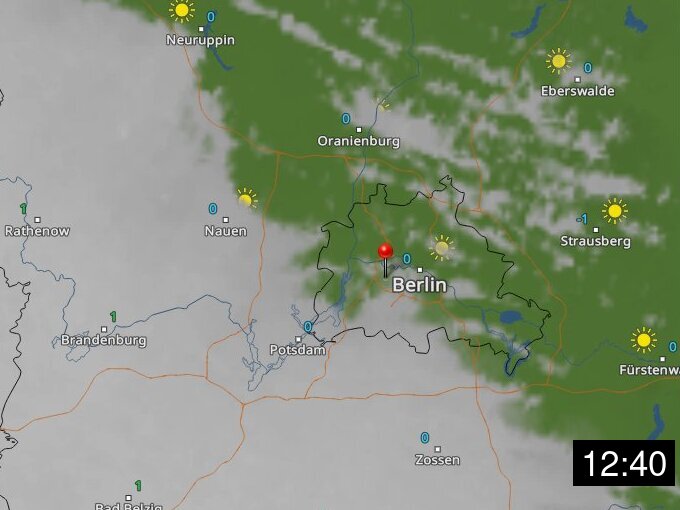 0
Neuruppin
0
Eberswalde
0
Oranienburg
1
Rathenow
0
Nauen
-1
Strausberg
0
Berlin
1
Brandenburg
0
Potsdam
0
Fürstenwa
0
Zossen
12:40
1
Bad Belzig